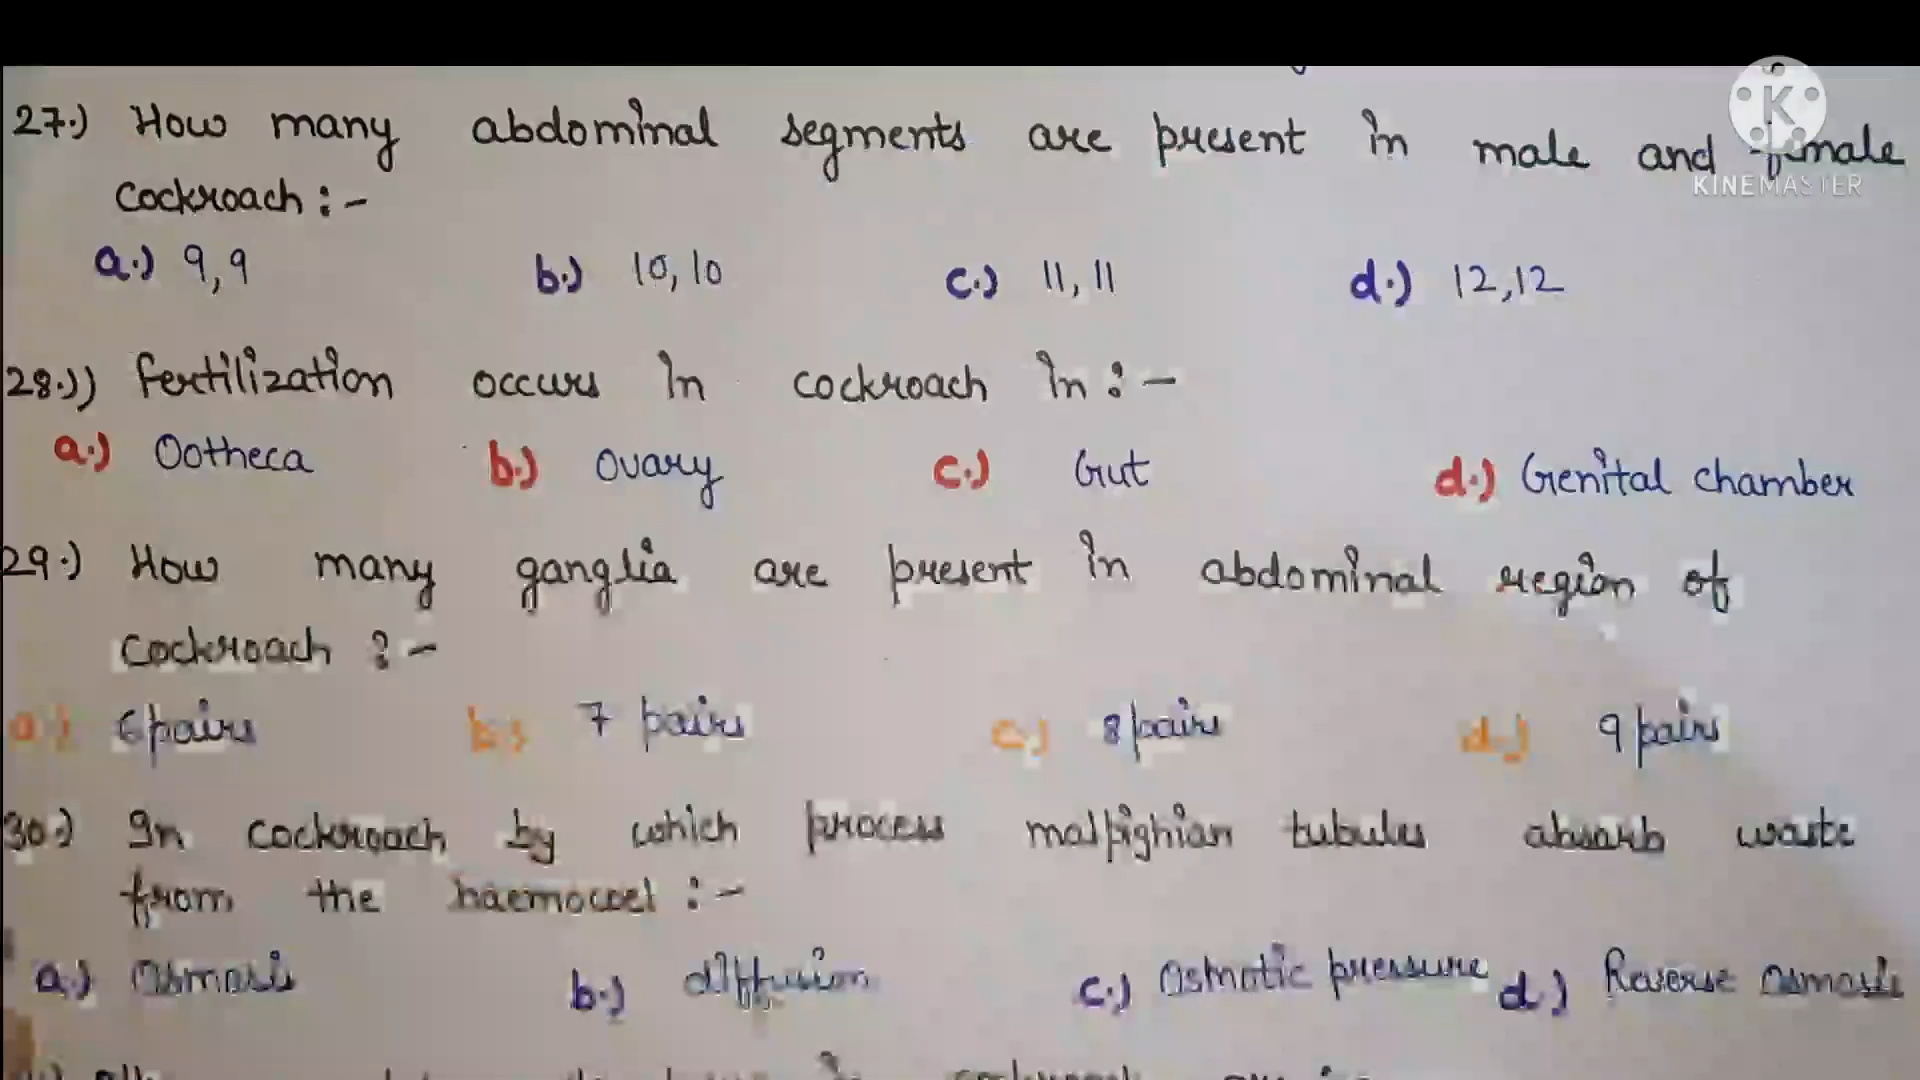 27.) How many abdominal segments are present in male and female
KINEMASTER
cockroach :-
a.) 9,9 b.) 10,10 c.) 11,11 d.) 12,12
28.)) Fertilization occurs in cockroach in :-
a.) Ootheca b.) Ovary c.) Gut d.) Genital chamber
29.) How many ganglia are present in abdominal region of
cockroach :-
a.) 6 pairs b.) 7 pairs c.) 8 pairs d.) 9 pairs
30.) In cockroach by which process malpighian tubules absorb waste
from the haemocoel :-
a.) Osmosis b.) diffusion c.) Osmotic pressure d.) Reverse osmosis